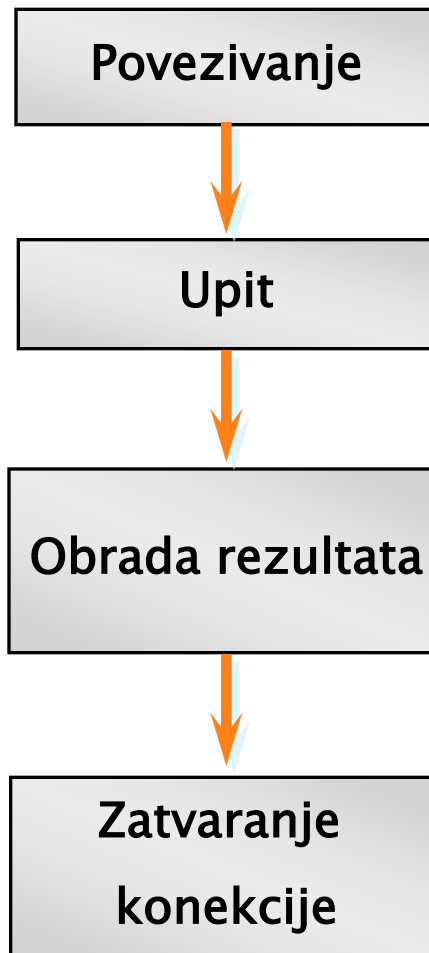 Povezivanje
Upit
Obrada rezultata
Zatvaranje
konekcije